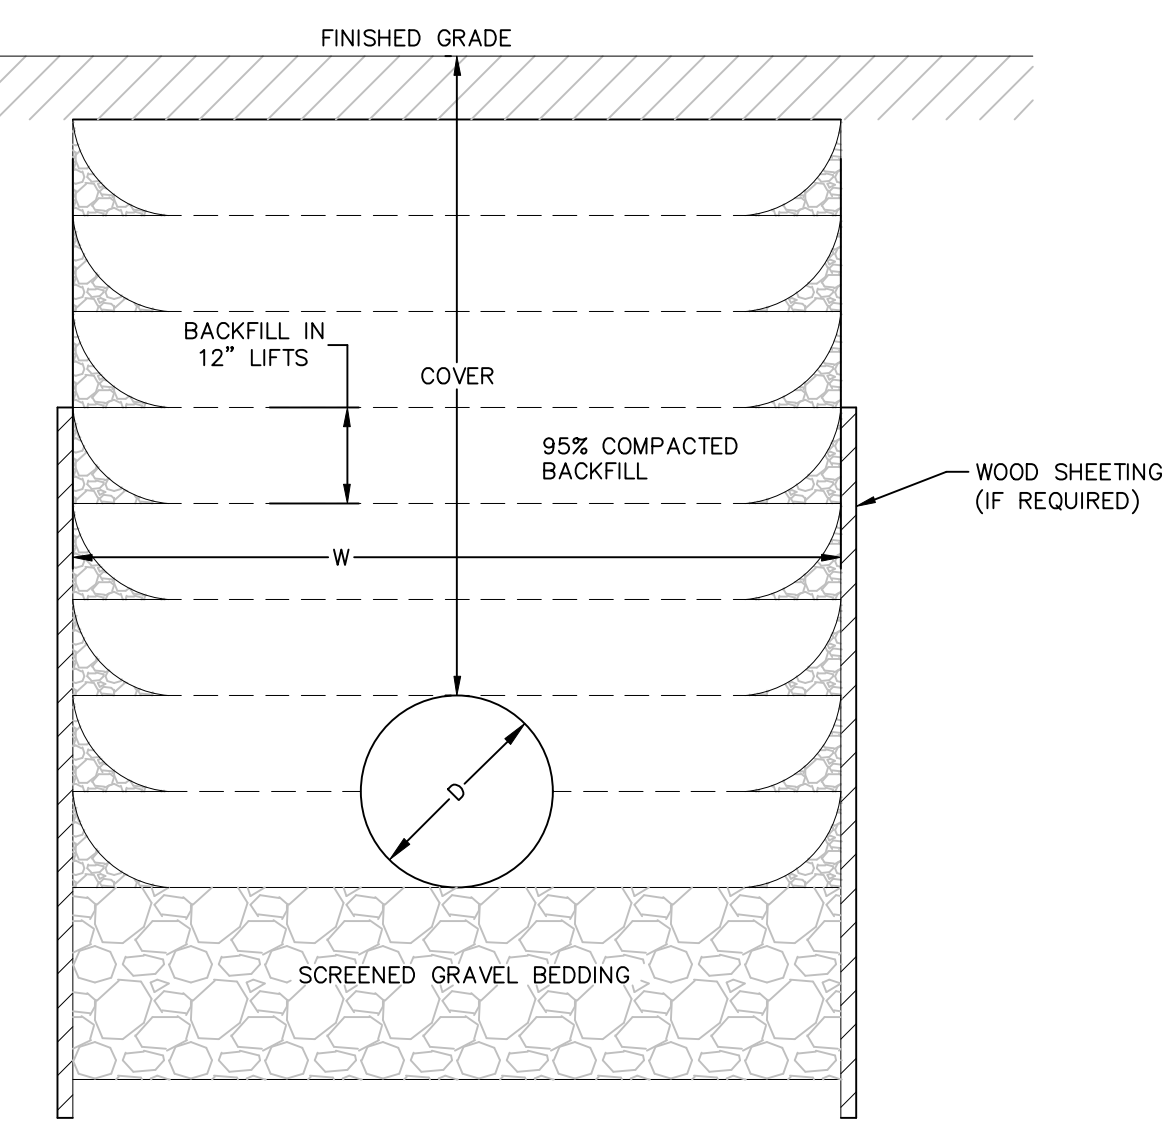 FINISHED GRADE
BACKFILL IN
12" LIFTS
COVER
95% COMPACTED
BACKFILL
WOOD SHEETING
(IF REQUIRED)
W
D
SCREENED GRAVEL BEDDING